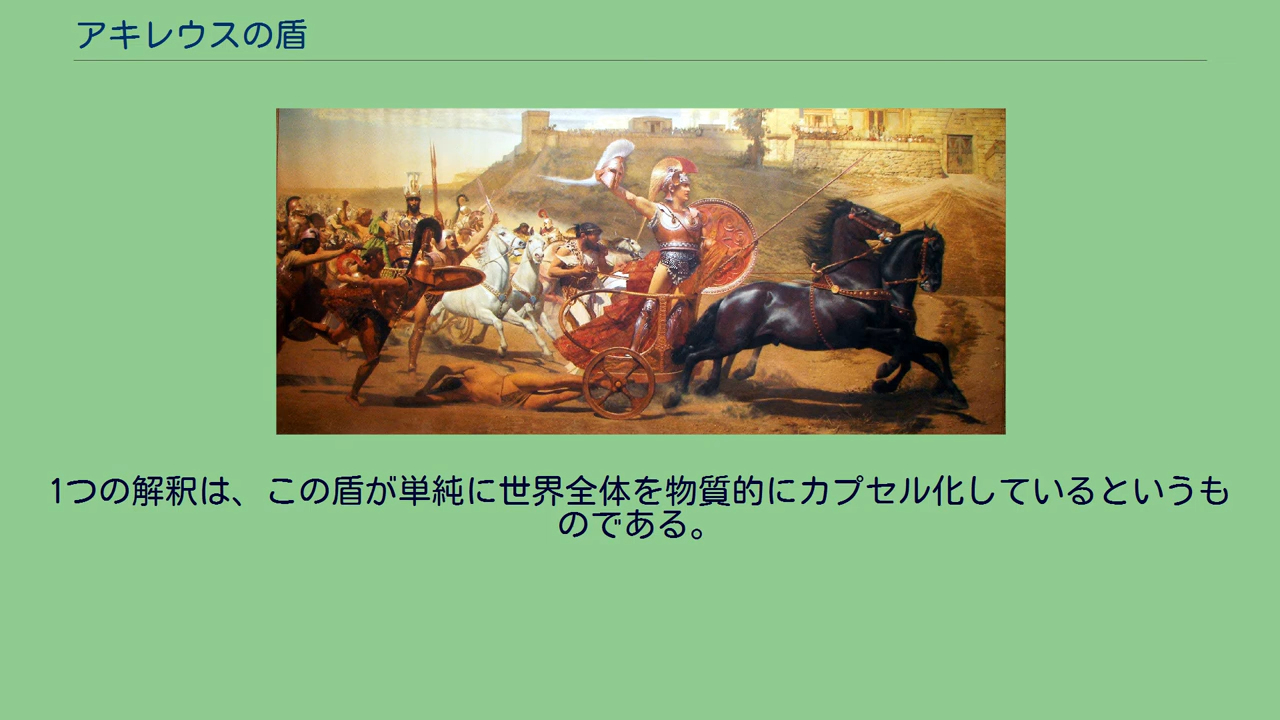 アキレウスの盾
1つの解釈は、この盾が単純に世界全体を物質的にカプセル化しているというも
のである。